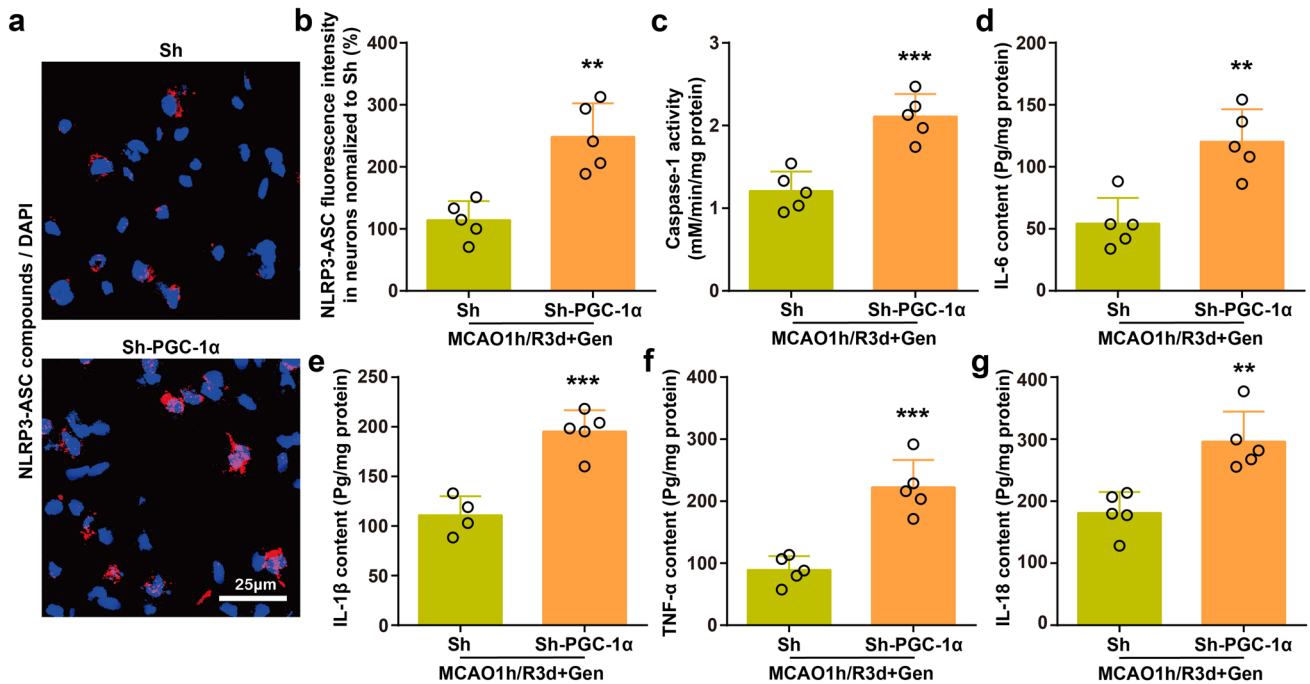 a
Sh
NLRP3-ASC compounds / DAPI
Sh-PGC-1α
25μm
b
NLRP3-ASC fluorescence intensity
in neurons nomalized to Sh (%)
400
300
200
100
0
**
Sh
Sh-PGC-1α
MCAO1h/R3d+Gen
c
Caspase-1 activity
(mM/min/mg protein)
3
2
1
0
***
Sh
Sh-PGC-1α
MCAO1h/R3d+Gen
d
IL-6 content (Pg/mg protein)
200
150
100
50
0
**
Sh
Sh-PGC-1α
MCAO1h/R3d+Gen
e
IL-1β content (Pg/mg protein)
250
200
150
100
50
0
***
Sh
Sh-PGC-1α
MCAO1h/R3d+Gen
f
TNF-α content (Pg/mg protein)
400
300
200
100
0
***
Sh
Sh-PGC-1α
MCAO1h/R3d+Gen
g
IL-18 content (Pg/mg protein)
400
300
200
100
0
**
Sh
Sh-PGC-1α
MCAO1h/R3d+Gen